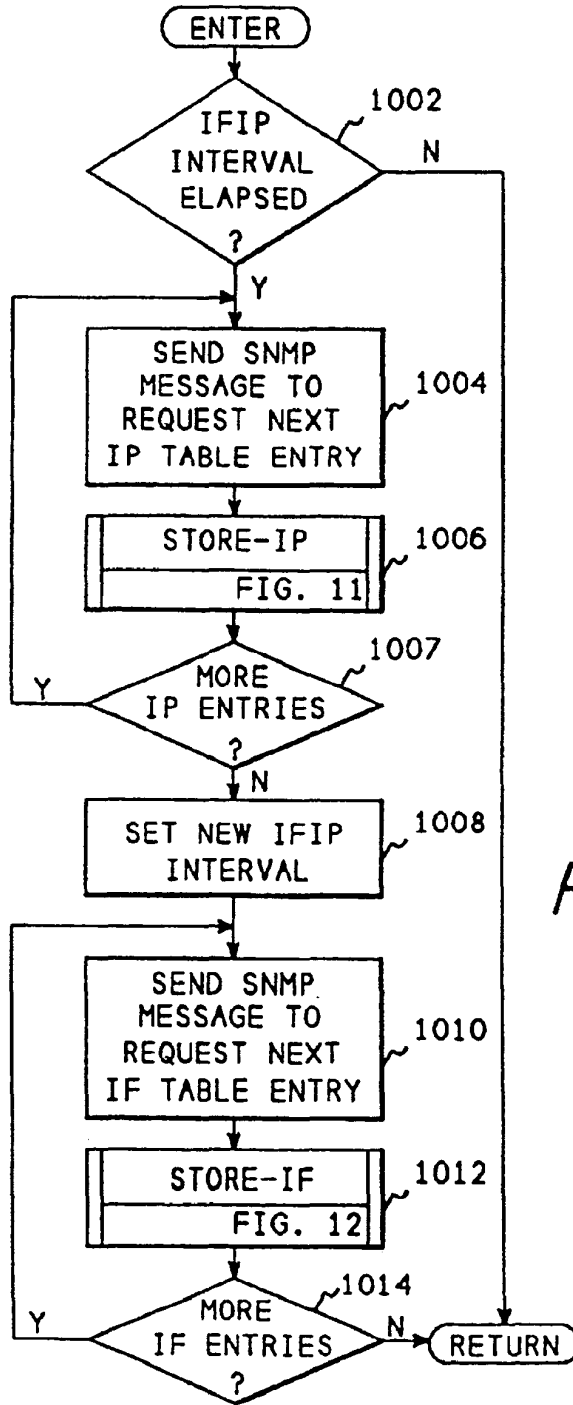 ENTER
1002
IFIP
INTERVAL
ELAPSED
?
N
Y
SEND SNMP
MESSAGE TO
REQUEST NEXT
IP TABLE ENTRY
1004
STORE-IP
1006
FIG. 11
1007
MORE
IP ENTRIES
?
Y
N
SET NEW IFIP
INTERVAL
1008
SEND SNMP
MESSAGE TO
REQUEST NEXT
IF TABLE ENTRY
1010
STORE-IF
1012
FIG. 12
1014
MORE
IF ENTRIES
?
Y
N
RETURN